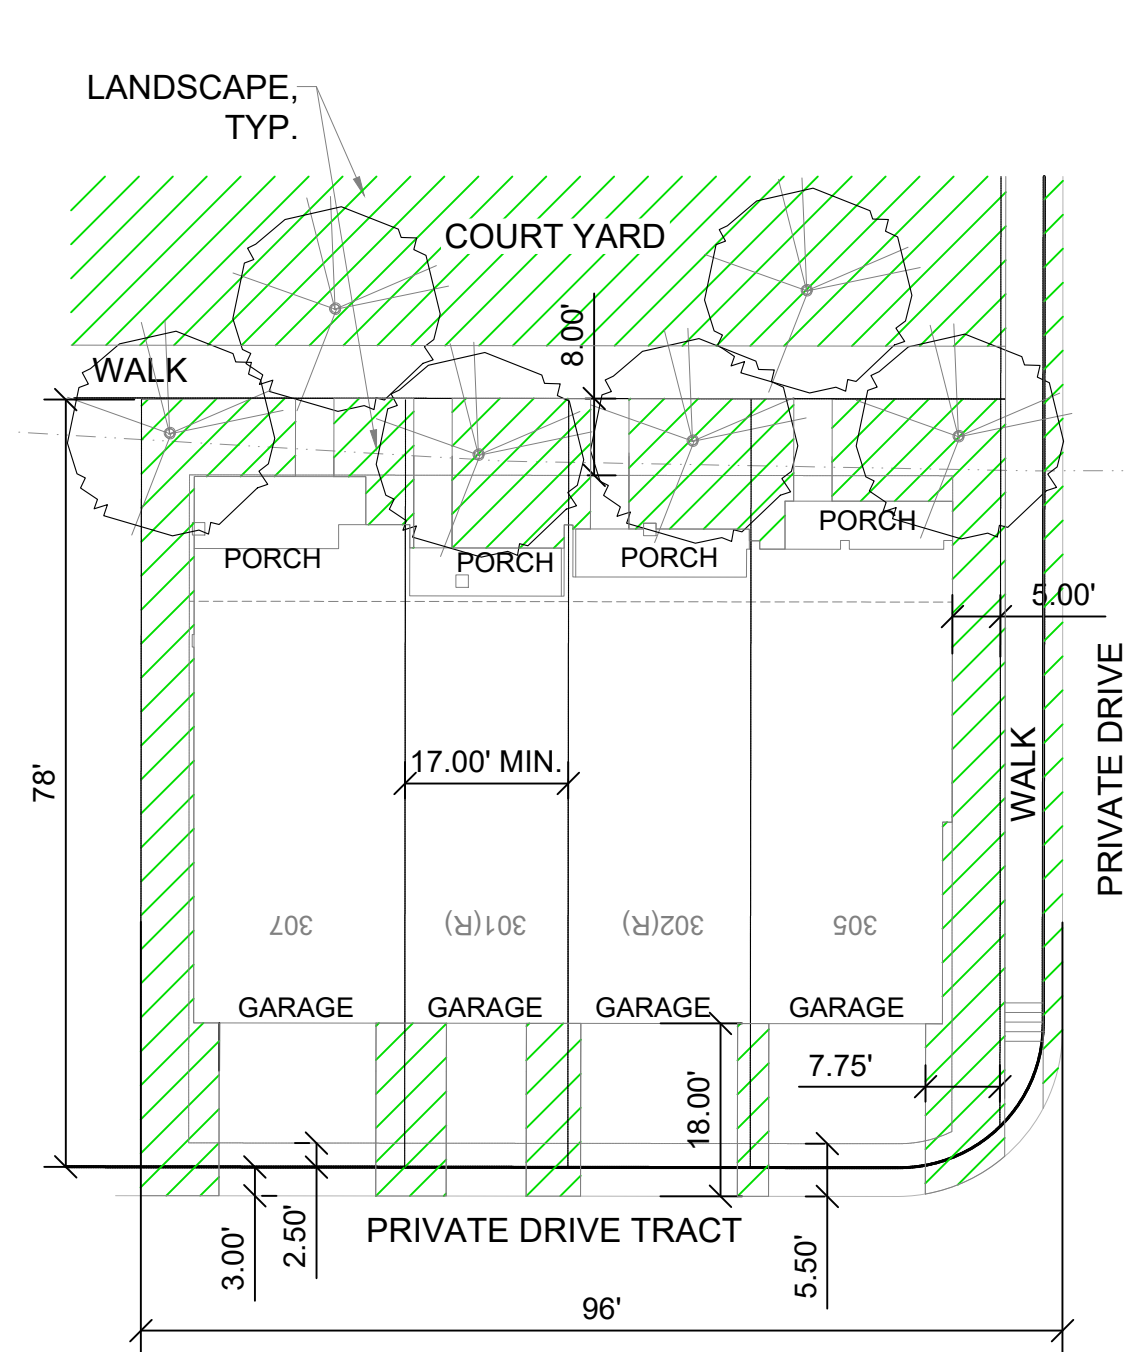 LANDSCAPE,
TYP.
COURT YARD
8.00'
WALK
PORCH
PORCH
PORCH
PORCH
5.00'
PRIVATE DRIVE
WALK
78'
17.00' MIN.
307
301(R)
302(R)
305
GARAGE
GARAGE
GARAGE
GARAGE
7.75'
18.00'
PRIVATE DRIVE TRACT
3.00'
2.50'
5.50'
96'